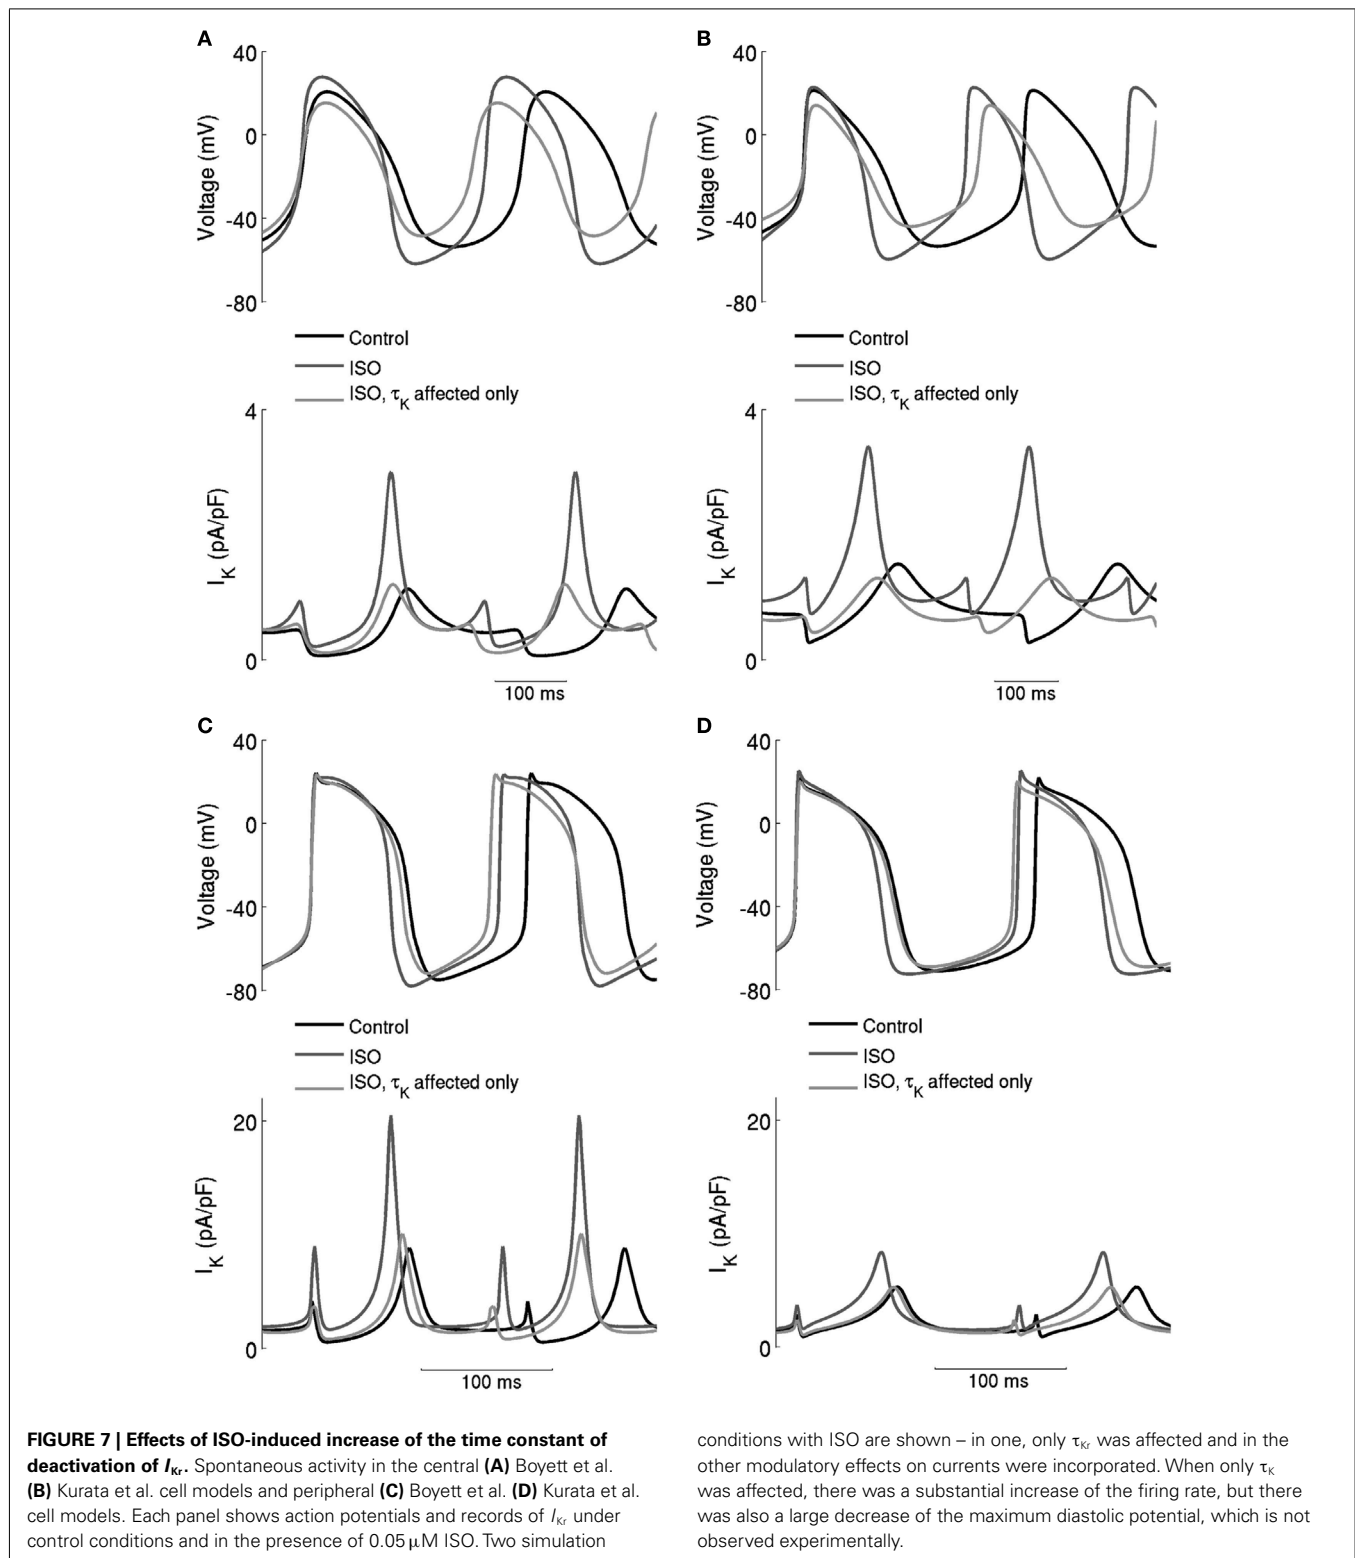 A
B
40
0
-40
-80
Voltage (mV)
40
0
-40
-80
Voltage (mV)
Control
ISO
ISO, τK affected only
Control
ISO
ISO, τK affected only
4
0
IK (pA/pF)
100 ms
4
0
IK (pA/pF)
100 ms
C
D
40
0
-40
-80
Voltage (mV)
40
0
-40
-80
Voltage (mV)
Control
ISO
ISO, τK affected only
Control
ISO
ISO, τK affected only
20
0
IK (pA/pF)
100 ms
20
0
IK (pA/pF)
100 ms
FIGURE 7 | Effects of ISO-induced increase of the time constant of
deactivation of IKr. Spontaneous activity in the central (A) Boyett et al.
(B) Kurata et al. cell models and peripheral (C) Boyett et al. (D) Kurata et al.
cell models. Each panel shows action potentials and records of IKr under
control conditions and in the presence of 0.05 μM ISO. Two simulation
conditions with ISO are shown – in one, only τKr was affected and in the
other modulatory effects on currents were incorporated. When only τK
was affected, there was a substantial increase of the firing rate, but there
was also a large decrease of the maximum diastolic potential, which is not
observed experimentally.